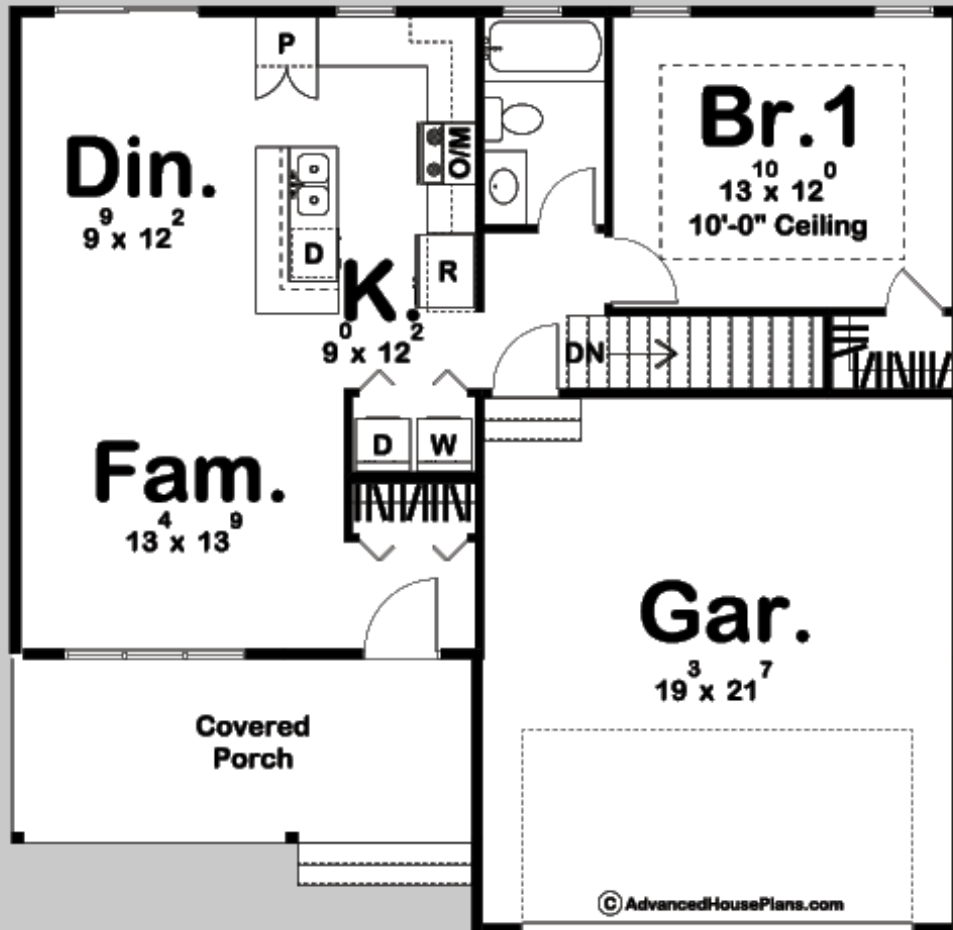 P
Din.
9⁹ x 12²
D
O/M
R
K.
9⁰ x 12²
Br.1
13¹⁰ x 12⁰
10'-0" Ceiling
DN
D
W
Fam.
13⁴ x 13⁹
Gar.
19³ x 21⁷
Covered
Porch
© AdvancedHousePlans.com